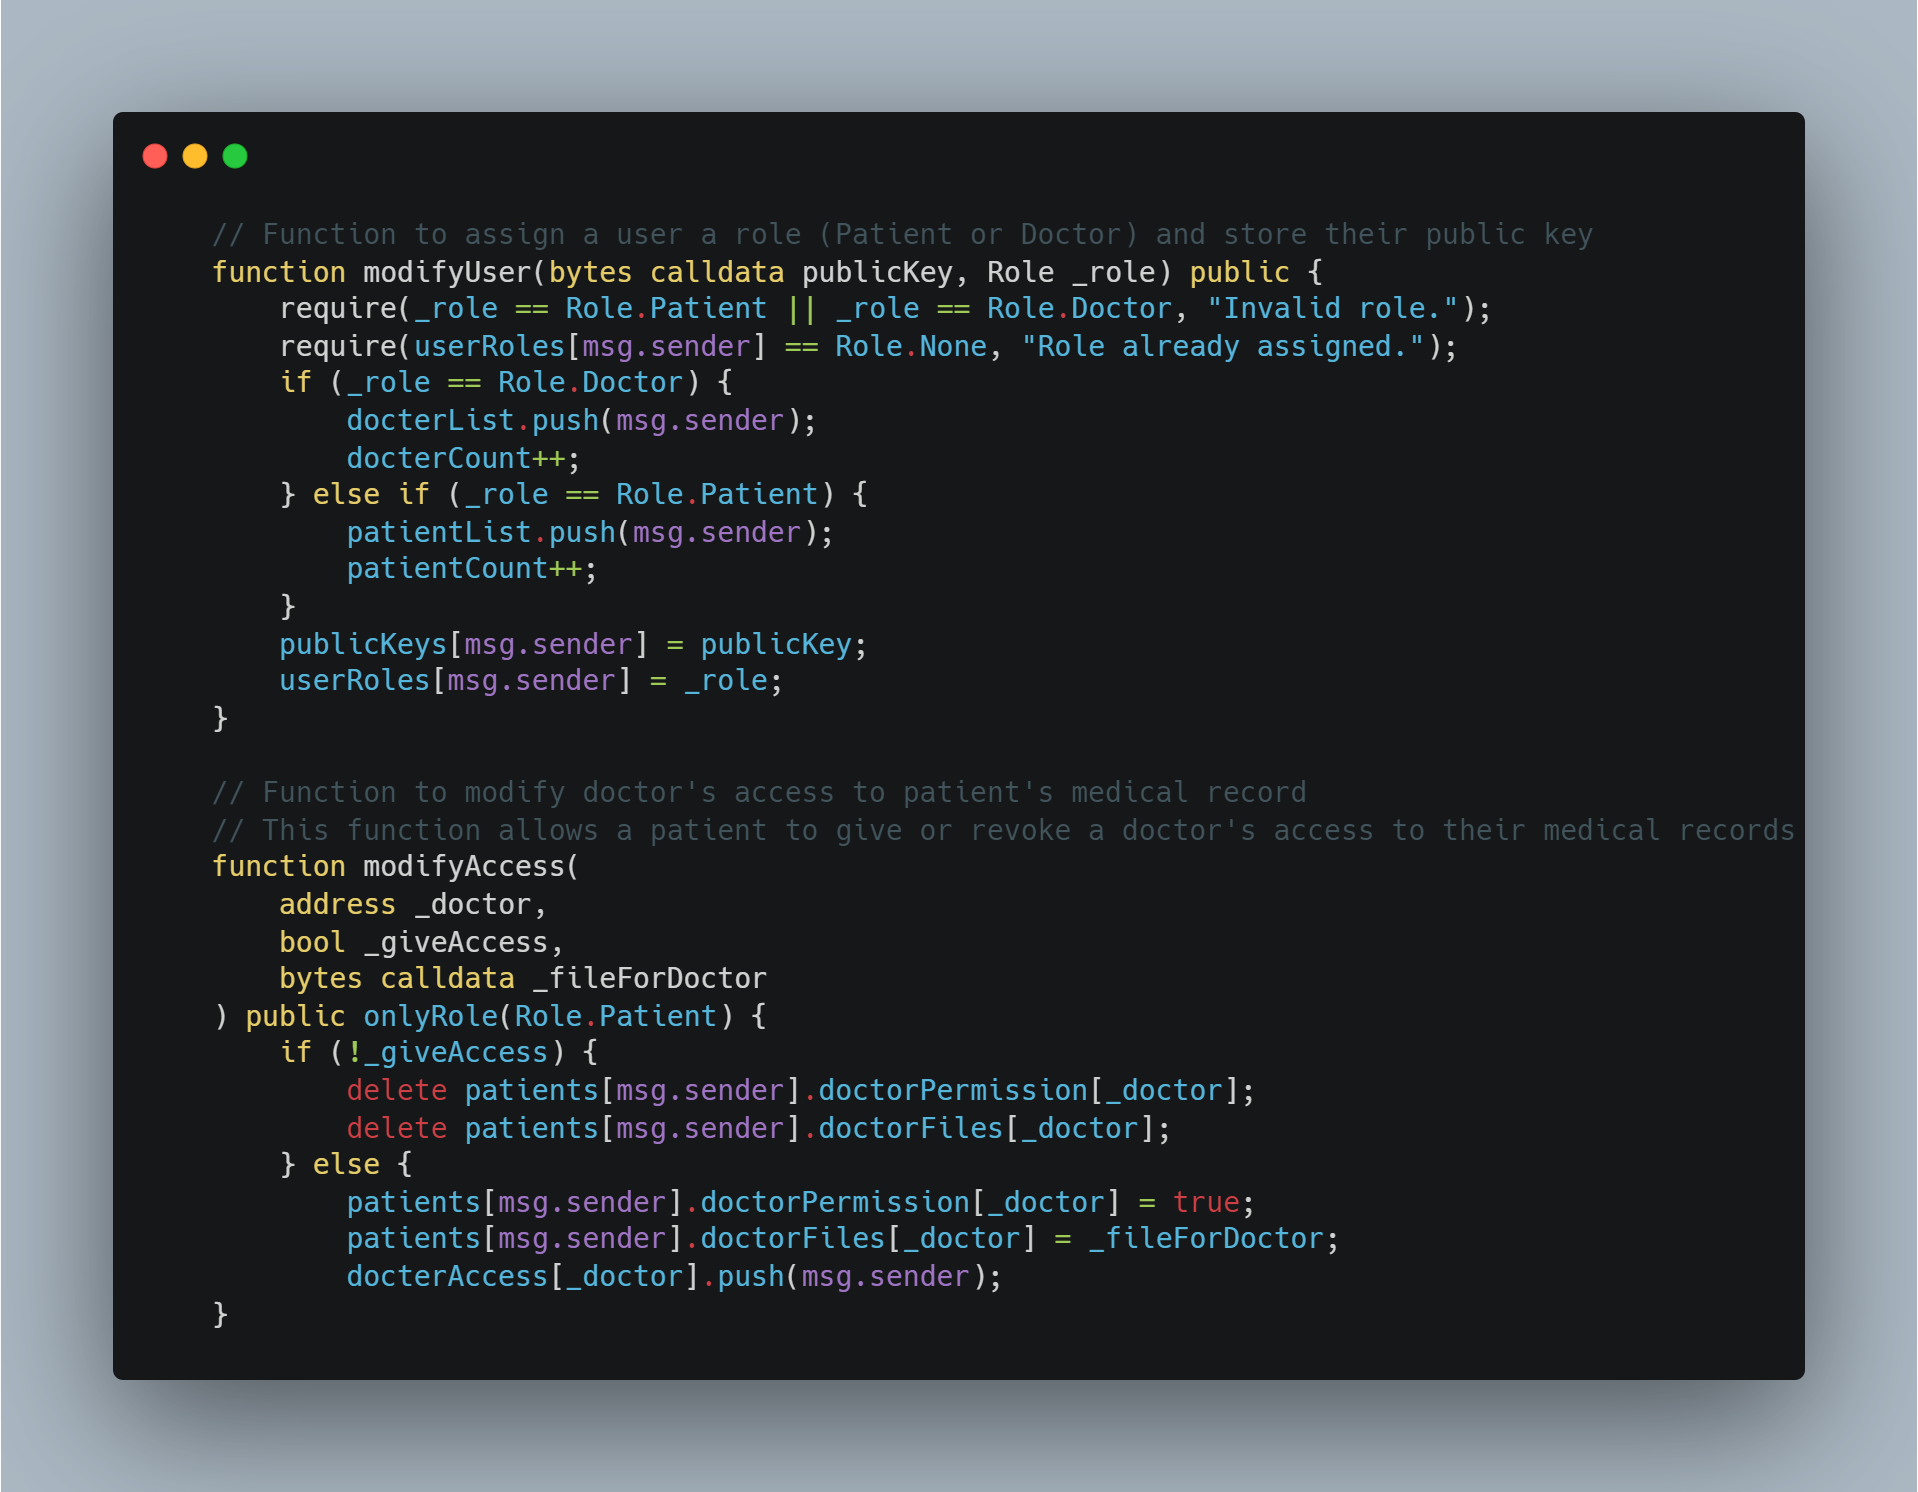 // Function to assign a user a role (Patient or Doctor) and store their public key
function modifyUser(bytes calldata publicKey, Role _role) public {
    require(_role == Role.Patient || _role == Role.Doctor, "Invalid role.");
    require(userRoles[msg.sender] == Role.None, "Role already assigned.");
    if (_role == Role.Doctor) {
        docterList.push(msg.sender);
        docterCount++;
    } else if (_role == Role.Patient) {
        patientList.push(msg.sender);
        patientCount++;
    }
    publicKeys[msg.sender] = publicKey;
    userRoles[msg.sender] = _role;
}

// Function to modify doctor's access to patient's medical record
// This function allows a patient to give or revoke a doctor's access to their medical records
function modifyAccess(
    address _doctor,
    bool _giveAccess,
    bytes calldata _fileForDoctor
) public onlyRole(Role.Patient) {
    if (!_giveAccess) {
        delete patients[msg.sender].doctorPermission[_doctor];
        delete patients[msg.sender].doctorFiles[_doctor];
    } else {
        patients[msg.sender].doctorPermission[_doctor] = true;
        patients[msg.sender].doctorFiles[_doctor] = _fileForDoctor;
        docterAccess[_doctor].push(msg.sender);
}